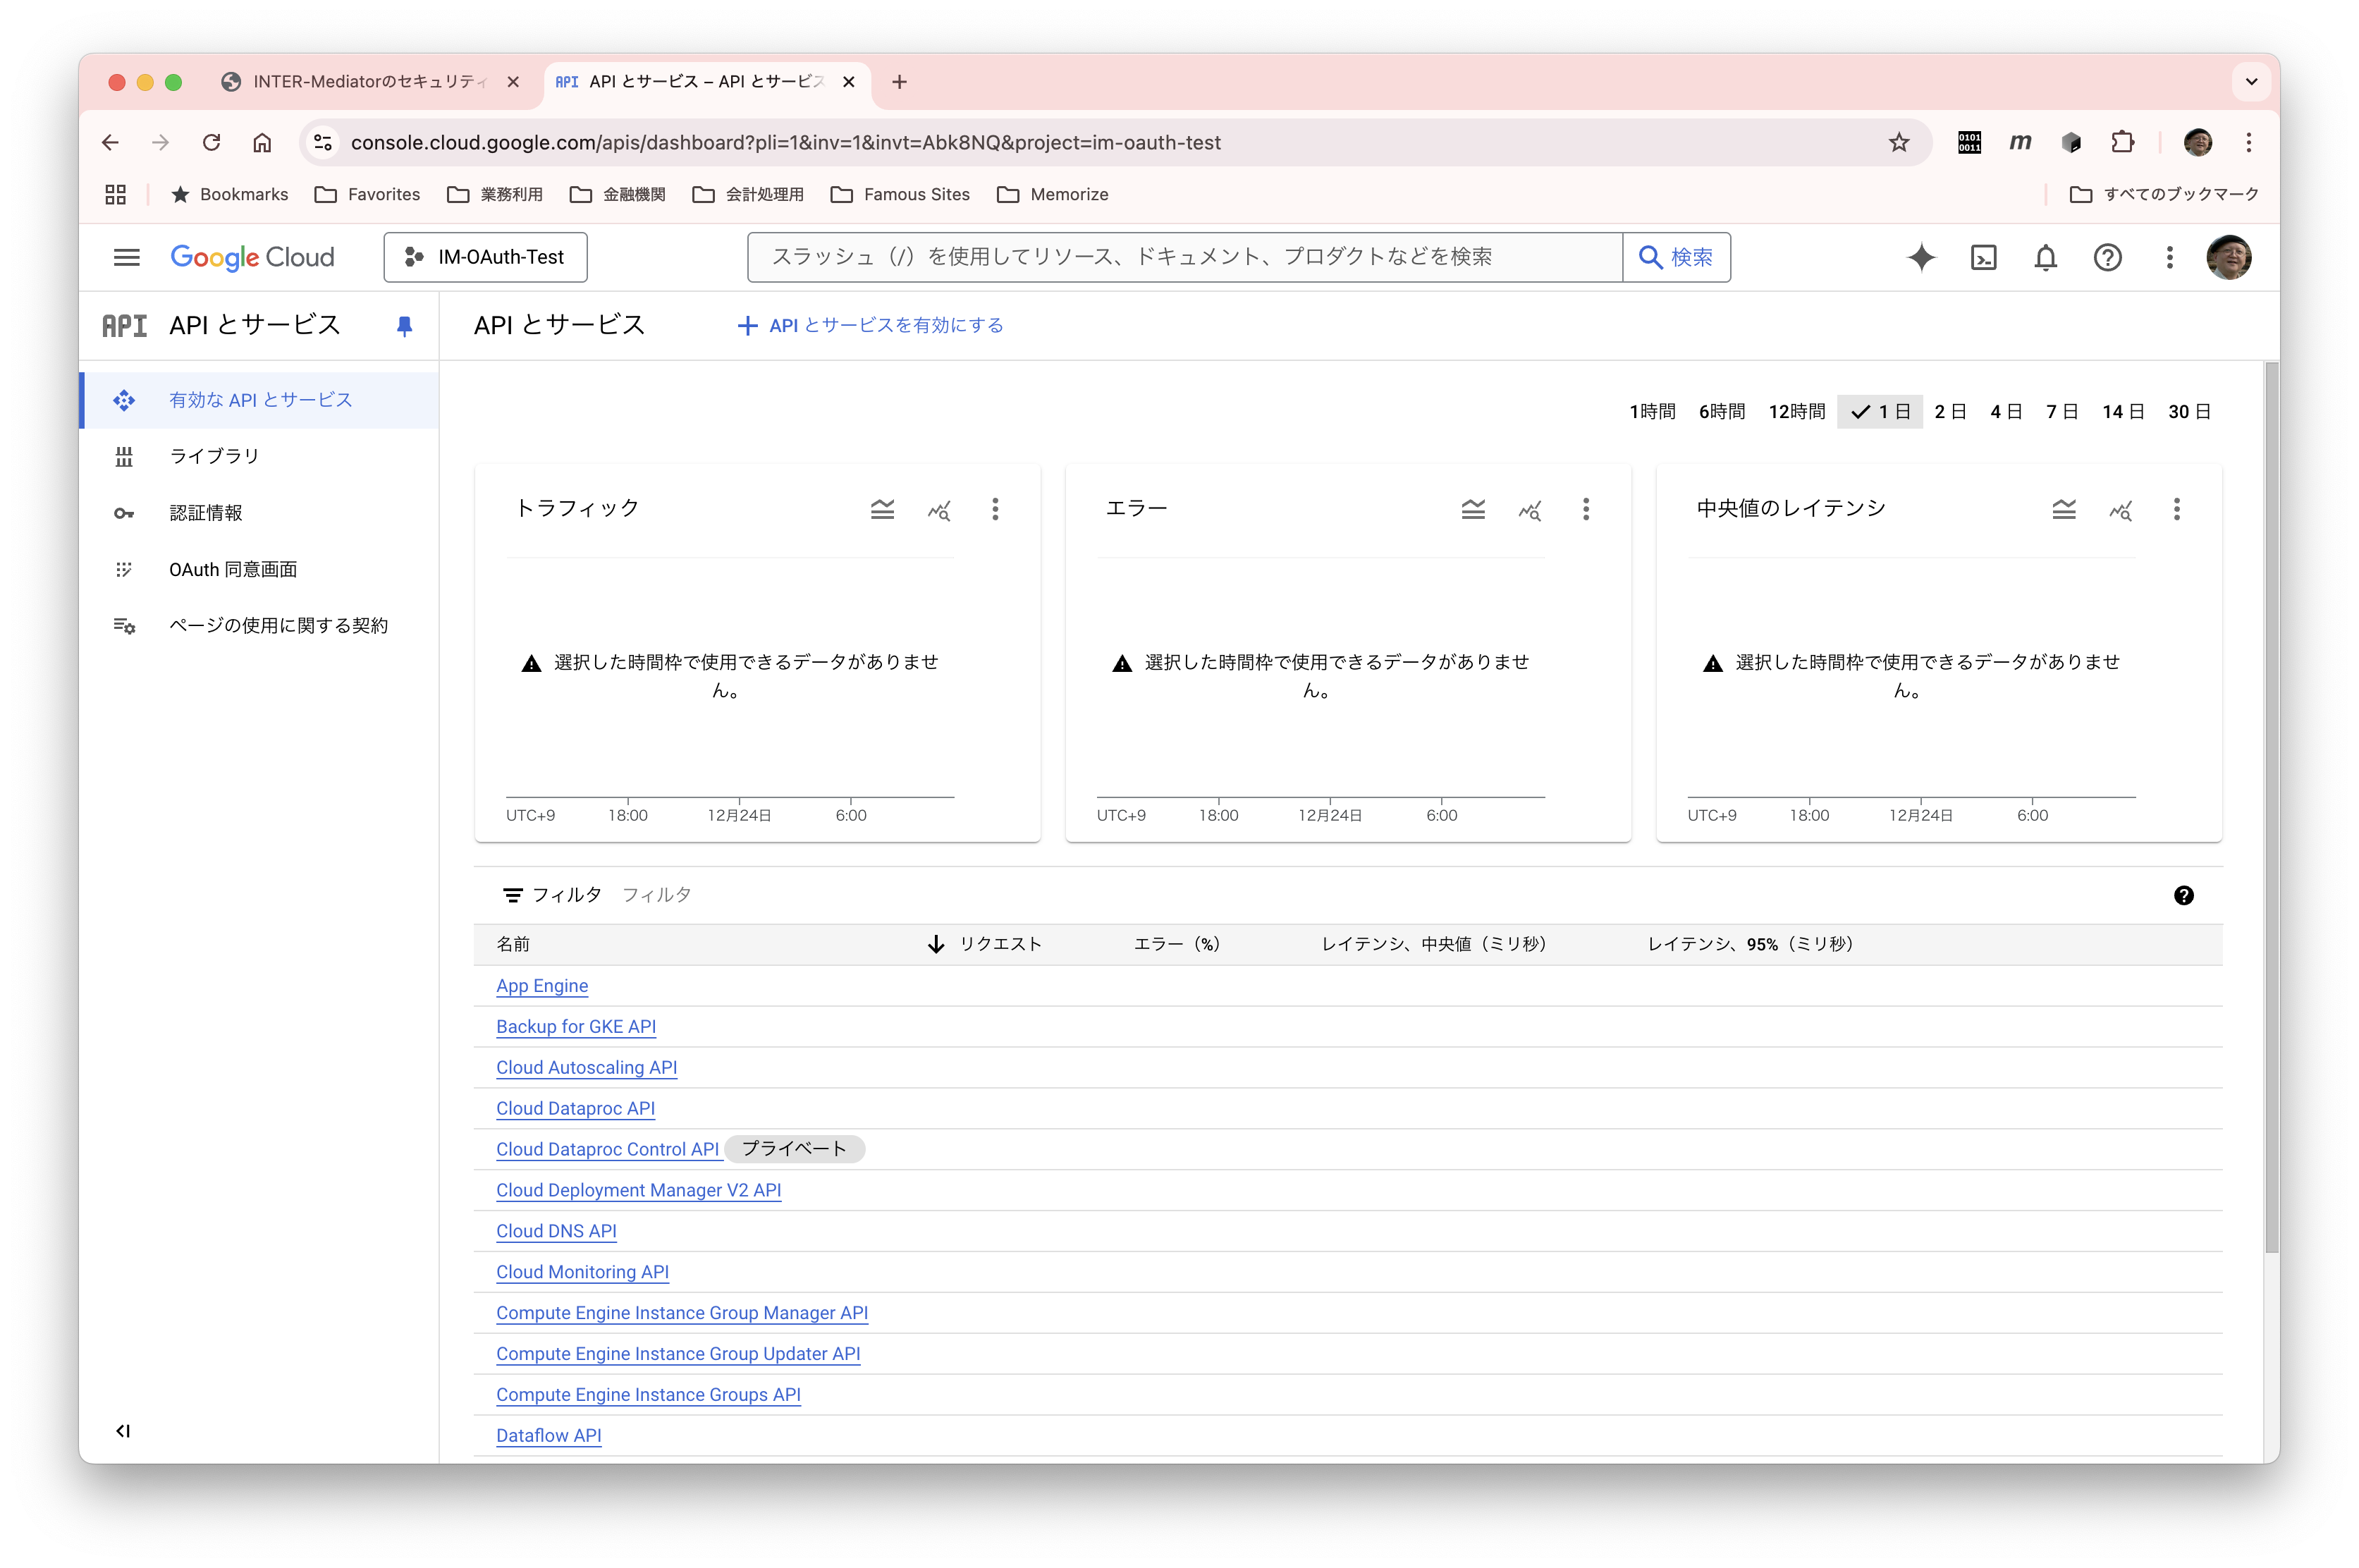 INTER-Mediatorのセキュリティ
API API とサービス – API とサービス
console.cloud.google.com/apis/dashboard?pli=1&inv=1&invt=Abk8NQ&project=im-oauth-test
0101
0011
m
Bookmarks Favorites 業務利用 金融機関 会計処理用 Famous Sites Memorize すべてのブックマーク
Google Cloud IM-OAuth-Test スラッシュ（/）を使用してリソース、ドキュメント、プロダクトなどを検索 検索
API API とサービス
API とサービス + API とサービスを有効にする
有効な API とサービス
ライブラリ
認証情報
OAuth 同意画面
ページの使用に関する契約
1時間 6時間 12時間 1 日 2 日 4 日 7 日 14 日 30 日
トラフィック
選択した時間枠で使用できるデータがありませ
ん。
UTC+9 18:00 12月24日 6:00
エラー
選択した時間枠で使用できるデータがありませ
ん。
UTC+9 18:00 12月24日 6:00
中央値のレイテンシ
選択した時間枠で使用できるデータがありませ
ん。
UTC+9 18:00 12月24日 6:00
フィルタ フィルタ
名前 リクエスト エラー（%） レイテンシ、中央値（ミリ秒） レイテンシ、95%（ミリ秒）
App Engine
Backup for GKE API
Cloud Autoscaling API
Cloud Dataproc API
Cloud Dataproc Control API プライベート
Cloud Deployment Manager V2 API
Cloud DNS API
Cloud Monitoring API
Compute Engine Instance Group Manager API
Compute Engine Instance Group Updater API
Compute Engine Instance Groups API
Dataflow API